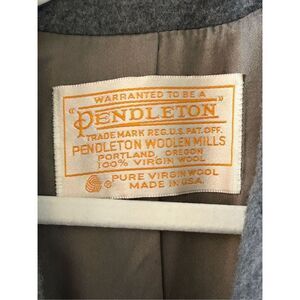 WARRANTED TO BE A
"PENDLETON"
TRADE MARK REG. U.S. PAT. OFF.
PENDLETON WOOLEN MILLS
PORTLAND, OREGON
100% VIRGIN WOOL
® PURE VIRGIN WOOL
MADE IN U.S.A.